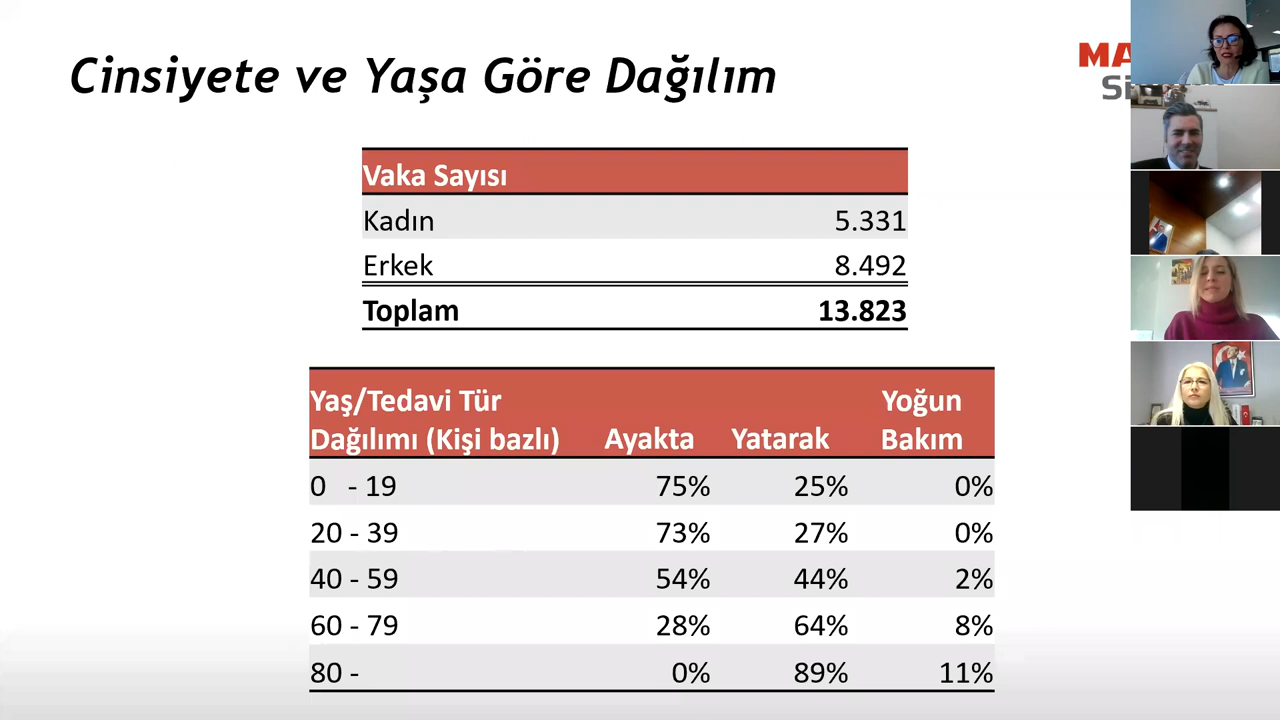 Cinsiyete ve Yaşa Göre Dağılım
Vaka Sayısı
Kadın 5.331
Erkek 8.492
Toplam 13.823
Yaş/Tedavi Tür Dağılımı (Kişi bazlı) Ayakta Yatarak Yoğun Bakım
0 - 19 75% 25% 0%
20 - 39 73% 27% 0%
40 - 59 54% 44% 2%
60 - 79 28% 64% 8%
80 - 0% 89% 11%